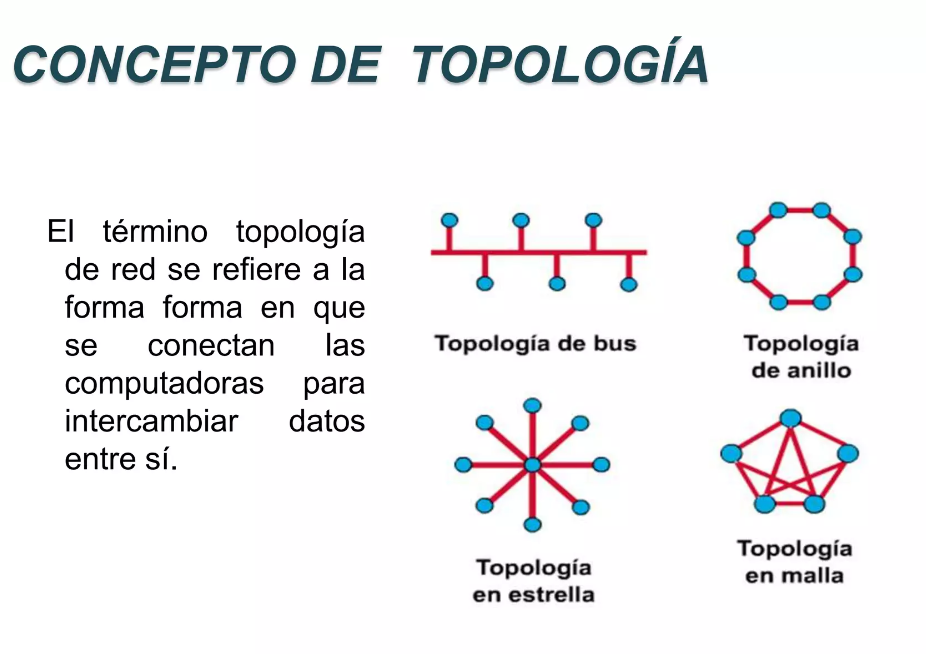 CONCEPTO DE TOPOLOGÍA
El término topología
de red se refiere a la
forma forma en que
se conectan las
computadoras para
intercambiar datos
entre sí.
Topología de bus
Topología
de anillo
Topología
en estrella
Topología
en malla